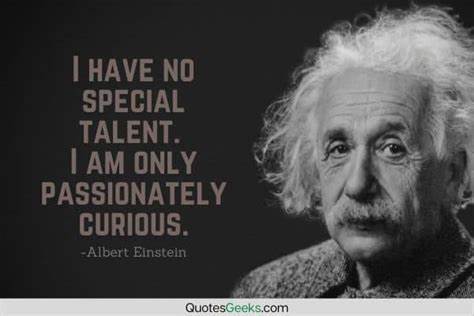 I HAVE NO
SPECIAL
TALENT.
I AM ONLY
PASSIONATELY
CURIOUS.
-Albert Einstein
QuotesGeeks.com